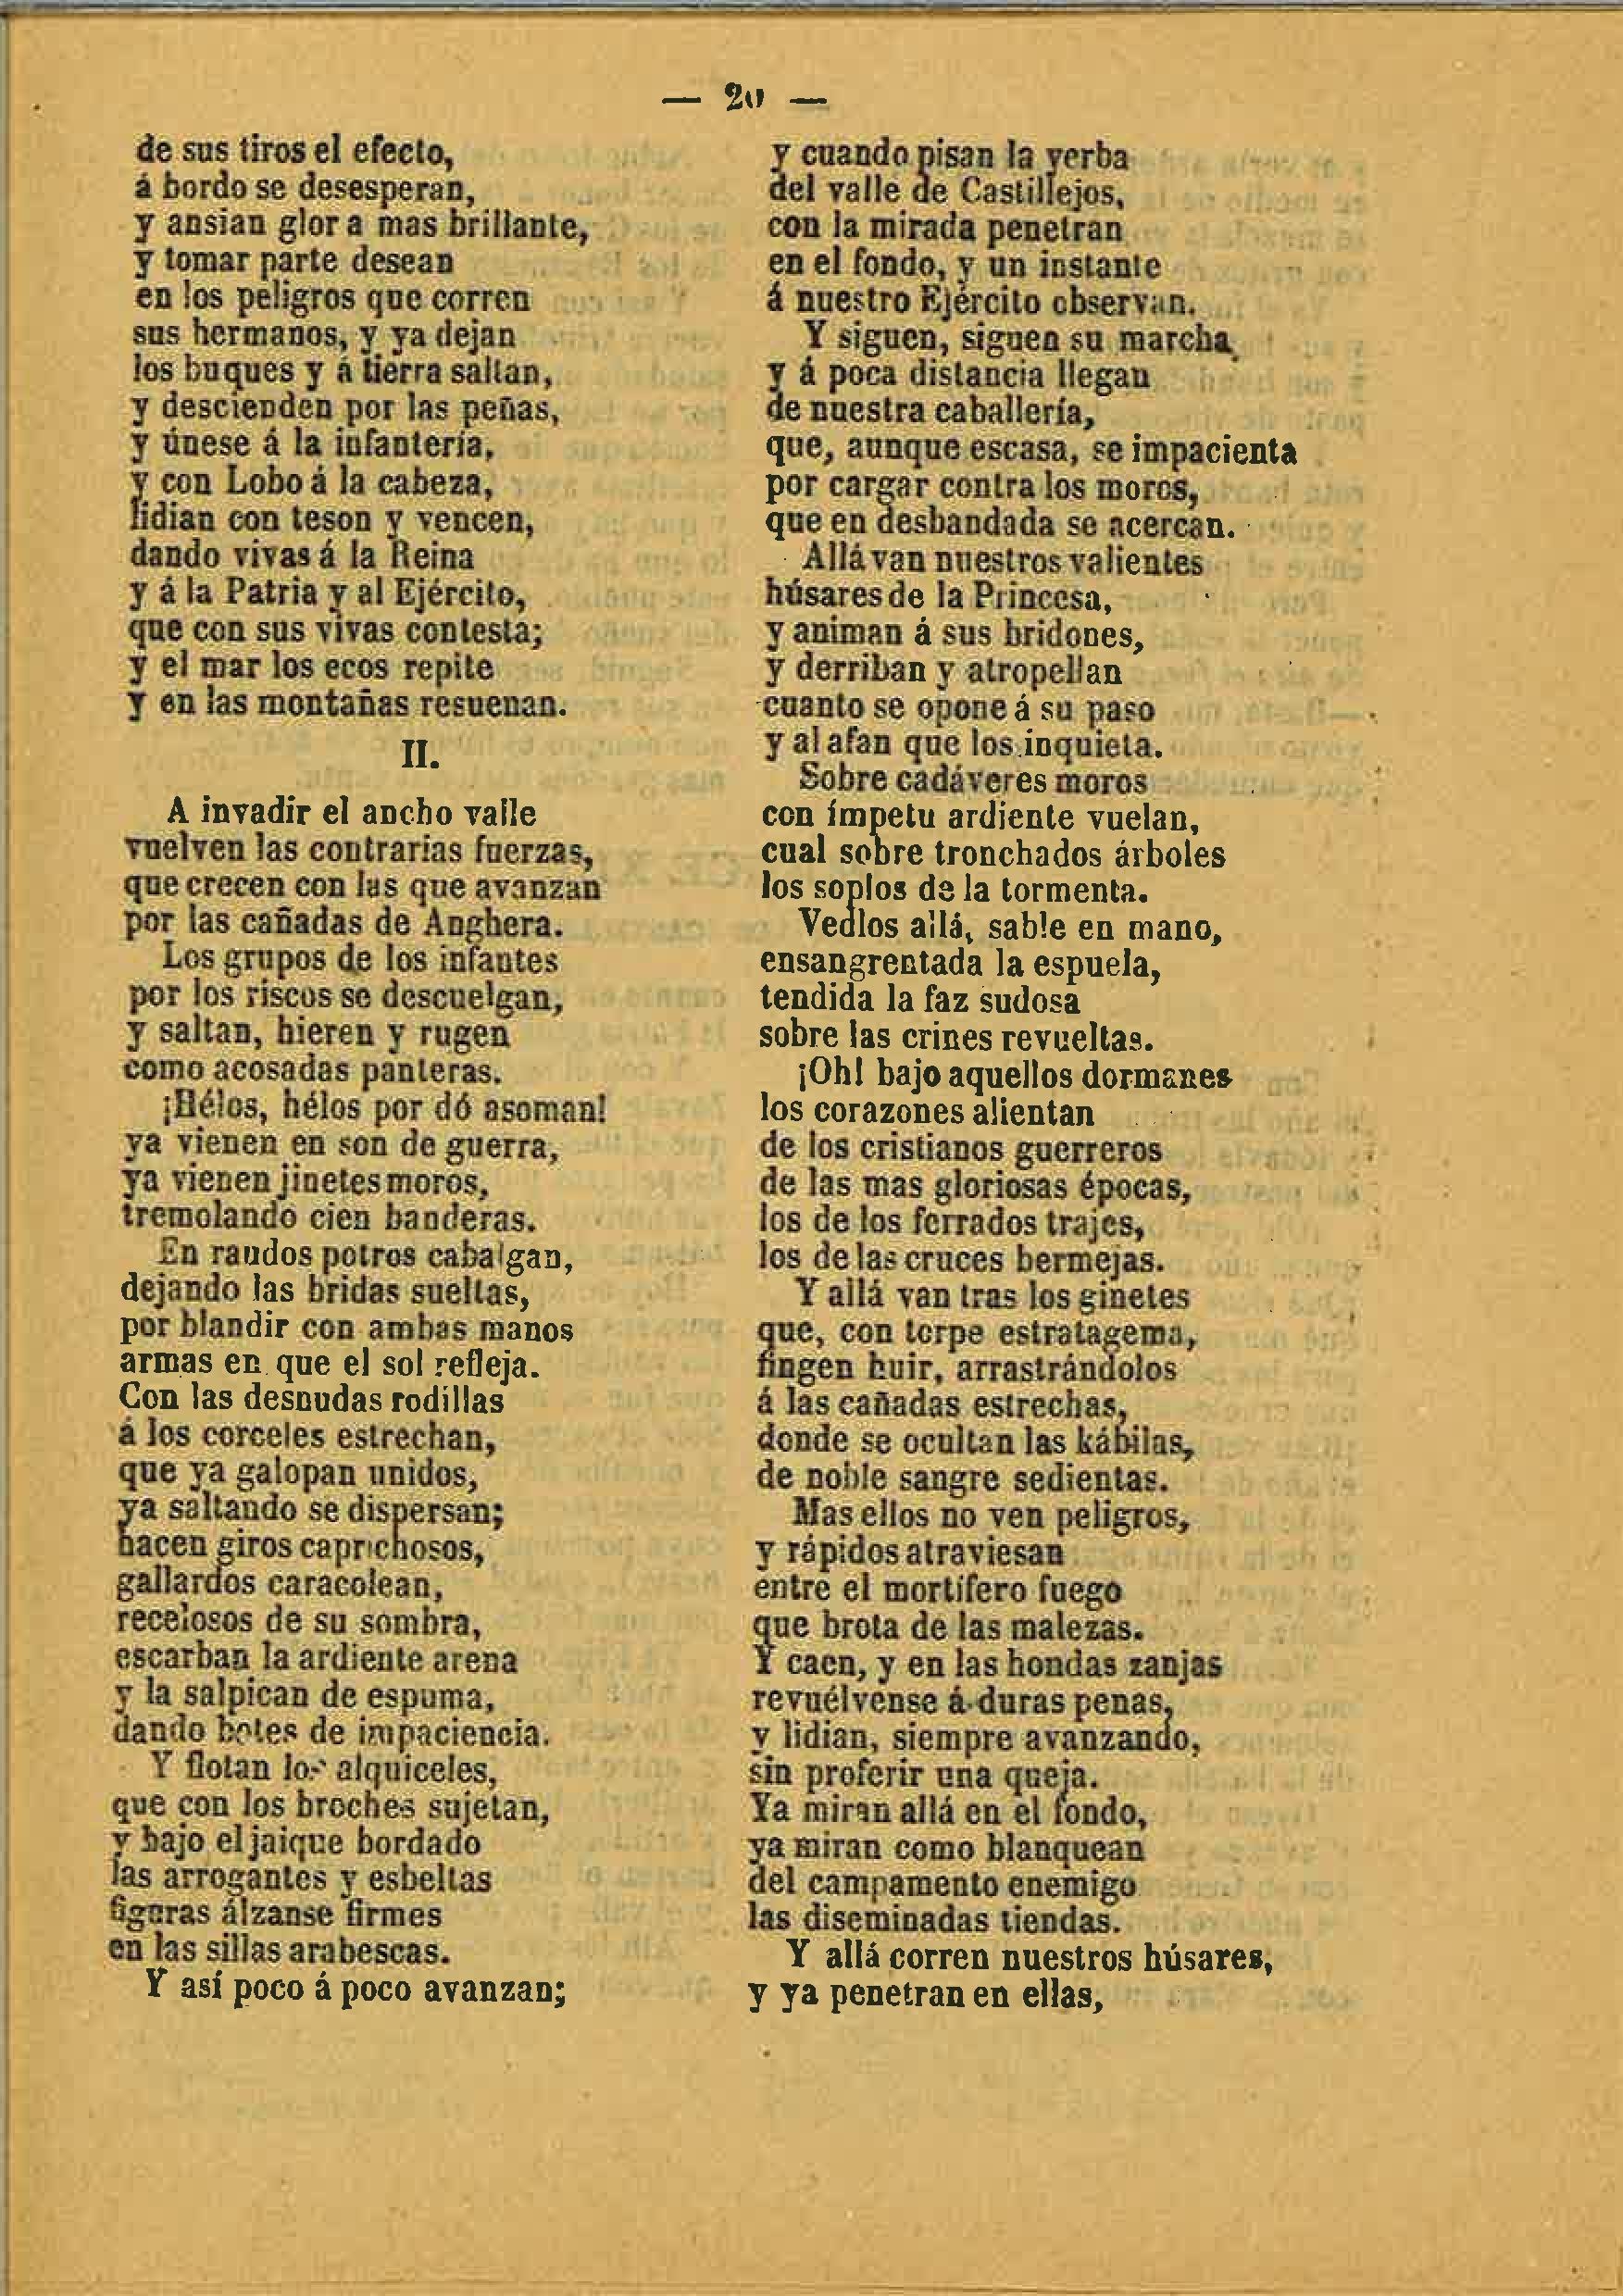 — 20 —
de sus tiros el efecto,
á bordo se desesperan,
y ansian glor a mas brillante,
y tomar parte desean
en los peligros que corren
sus hermanos, y ya dejan
los buques y á tierra saltan,
y descienden por las peñas,
y únese á la infantería,
y con Lobo á la cabeza,
lidian con teson y vencen,
dando vivas á la Reina
y á la Patria y al Ejército,
que con sus vivas contesta;
y el mar los ecos repite
y en las montañas resuenan.
II.
A invadir el ancho valle
vuelven las contrarias fuerzas,
que crecen con las que avanzan
por las cañadas de Anghera.
Los grupos de los infantes
por los riscos se descuelgan,
y saltan, hieren y rugen
como acosadas panteras.
¡Hélos, hélos por dó asoman!
ya vienen en son de guerra,
ya vienen jinetes moros,
tremolando cien banderas.
En raudos potros cabalgan,
dejando las bridas sueltas,
por blandir con ambas manos
armas en que el sol refleja.
Con las desnudas rodillas
á los corceles estrechan,
que ya galopan unidos,
ya saltando se dispersan;
hacen giros caprichosos,
gallardos caracolean,
recelosos de su sombra,
escarban la ardiente arena
y la salpican de espuma,
dando botes de impaciencia.
Y flotan los alquiceles,
que con los broches sujetan,
y bajo el jaique bordado
las arrogantes y esbeltas
figuras álzanse firmes
en las sillas arabescas.
Y así poco á poco avanzan;
y cuando pisan la yerba
del valle de Castillejos,
con la mirada penetran
en el fondo, y un instante
á nuestro Ejército observan.
Y siguen, siguen su marcha,
y á poca distancia llegan
de nuestra caballería,
que, aunque escasa, se impacienta
por cargar contra los moros,
que en desbandada se acercan.
Allá van nuestros valientes
húsares de la Princesa,
y animan á sus bridones,
y derriban y atropellan
cuanto se opone á su paso
y al afan que los inquieta.
Sobre cadáveres moros
con ímpetu ardiente vuelan,
cual sobre tronchados árboles
los soplos de la tormenta.
Vedlos allá, sable en mano,
ensangrentada la espuela,
tendida la faz sudosa
sobre las crines revueltas.
¡Oh! bajo aquellos dormanes
los corazones alientan
de los cristianos guerreros
de las mas gloriosas épocas,
los de los ferrados trajes,
los de las cruces bermejas.
Y allá van tras los ginetes
que, con torpe estratagema,
fingen huir, arrastrándolos
á las cañadas estrechas,
donde se ocultan las kábilas,
de noble sangre sedientas.
Mas ellos no ven peligros,
y rápidos atraviesan
entre el mortifero fuego
que brota de las malezas.
Y caen, y en las hondas zanjas
revuélvense á duras penas,
y lidian, siempre avanzando,
sin proferir una queja.
Ya miran allá en el fondo,
ya miran como blanquean
del campamento enemigo
las diseminadas tiendas.
Y allá corren nuestros húsares,
y ya penetran en ellas,